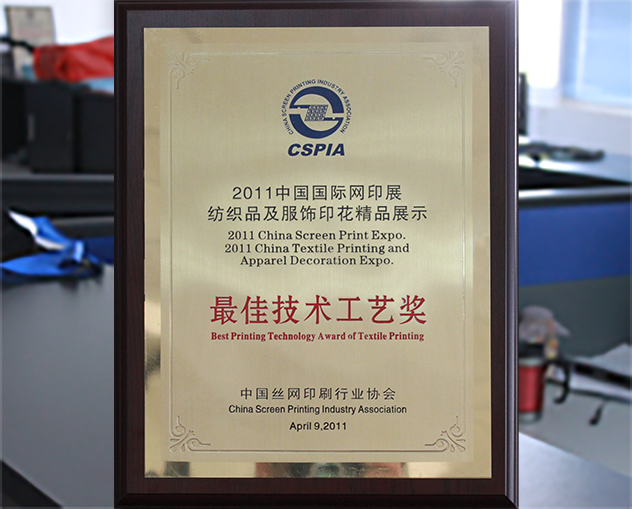 CHINA SCREEN PRINTING INDUSTRY ASSOCIATION
CSPIA
2011中国国际网印展
纺织品及服饰印花精品展示
2011 China Screen Print Expo.
2011 China Textile Printing and
Apparel Decoration Expo.
最佳技术工艺奖
Best Printing Technology Award of Textile Printing
中国丝网印刷行业协会
China Screen Printing Industry Association
April 9,2011